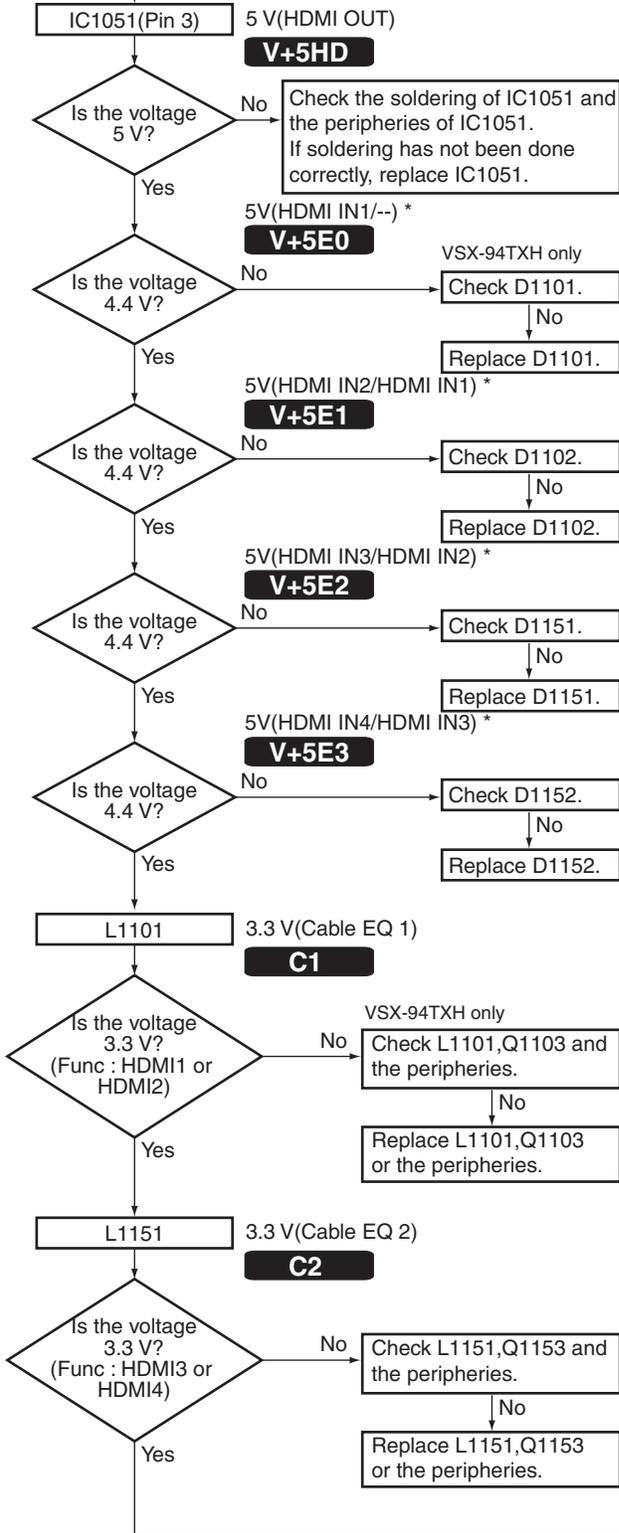 IC1051(Pin 3)
5 V(HDMI OUT)
V+5HD
Is the voltage
5 V?
No
Check the soldering of IC1051 and
the peripheries of IC1051.
If soldering has not been done
correctly, replace IC1051.
Yes
5V(HDMI IN1/--) *
V+5E0
Is the voltage
4.4 V?
No
VSX-94TXH only
Check D1101.
No
Replace D1101.
Yes
5V(HDMI IN2/HDMI IN1) *
V+5E1
Is the voltage
4.4 V?
No
Check D1102.
No
Replace D1102.
Yes
5V(HDMI IN3/HDMI IN2) *
V+5E2
Is the voltage
4.4 V?
No
Check D1151.
No
Replace D1151.
Yes
5V(HDMI IN4/HDMI IN3) *
V+5E3
Is the voltage
4.4 V?
No
Check D1152.
No
Replace D1152.
Yes
L1101
3.3 V(Cable EQ 1)
C1
Is the voltage
3.3 V?
(Func : HDMI1 or
HDMI2)
No
VSX-94TXH only
Check L1101,Q1103 and
the peripheries.
No
Replace L1101,Q1103
or the peripheries.
Yes
L1151
3.3 V(Cable EQ 2)
C2
Is the voltage
3.3 V?
(Func : HDMI3 or
HDMI4)
No
Check L1151,Q1153 and
the peripheries.
No
Replace L1151,Q1153
or the peripheries.
Yes